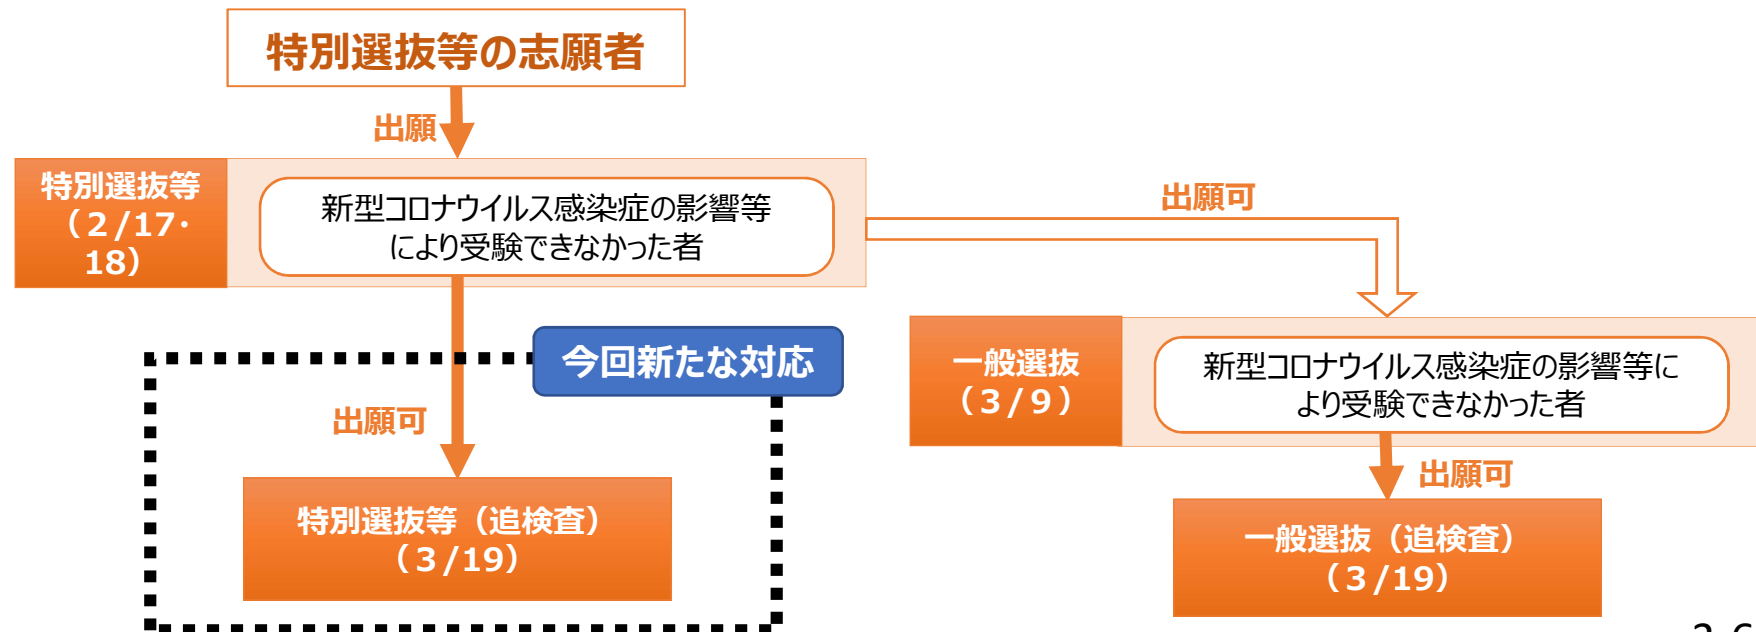 特別選抜等の志願者
出願
特別選抜等
（２/17・
18）
新型コロナウイルス感染症の影響等
により受験できなかった者
出願可
今回新たな対応
出願可
特別選抜等（追検査）
（３/19）
一般選抜
（３/９）
新型コロナウイルス感染症の影響等に
より受験できなかった者
出願可
一般選抜（追検査）
（３/19）